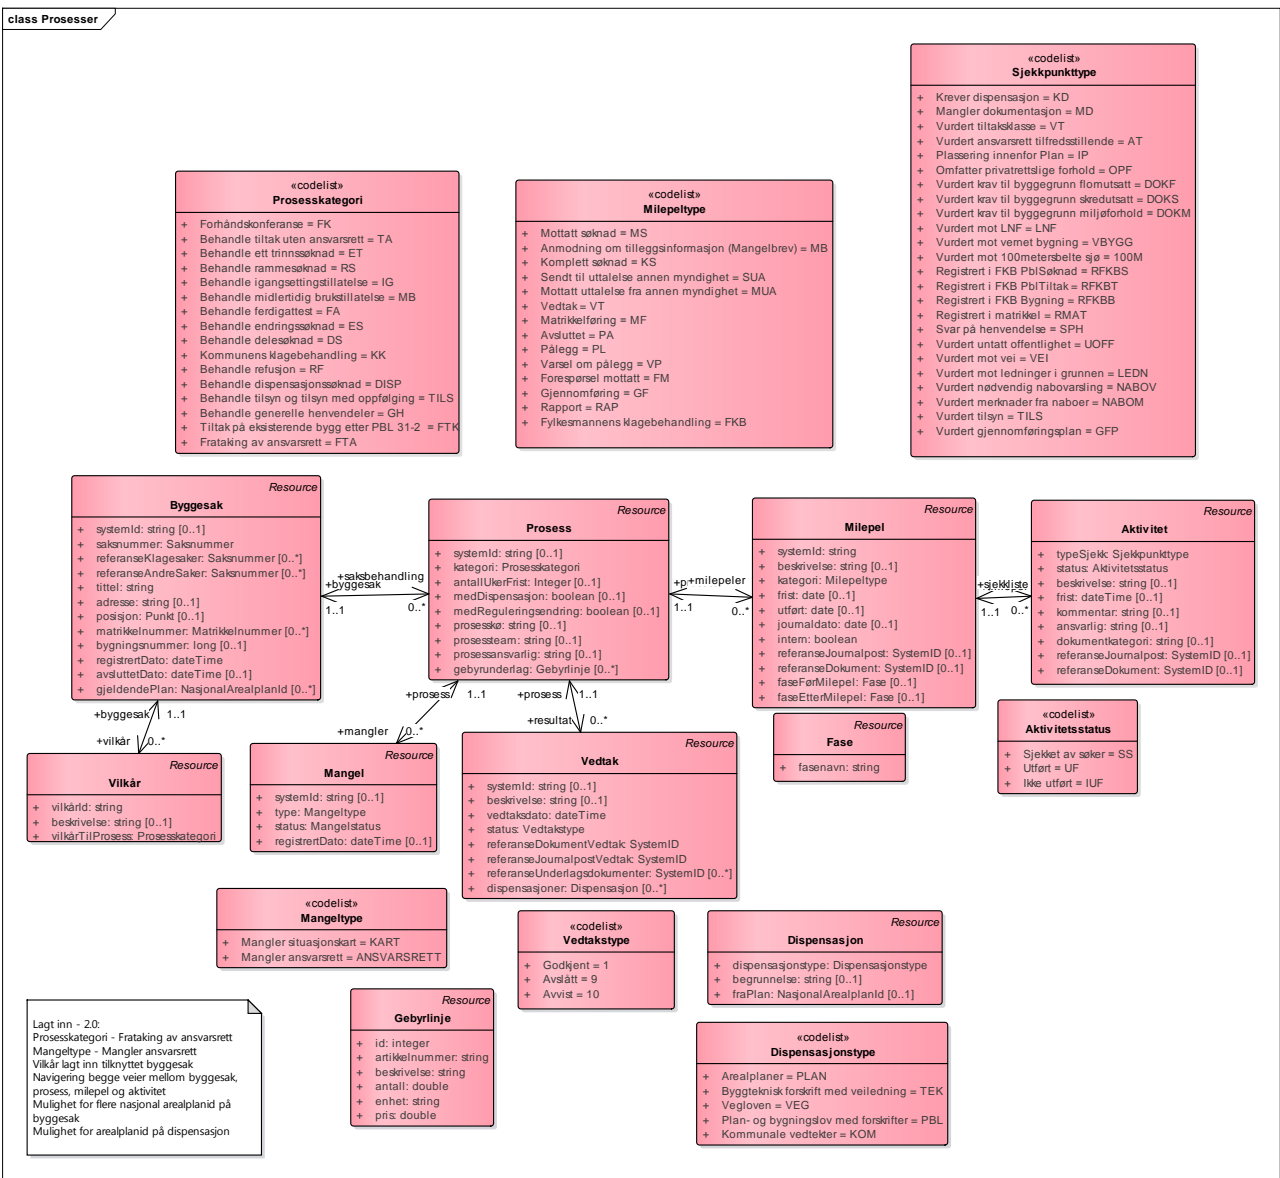 class Prosesser
«codelist»
Sjekkpunkttype
+ Krever dispensasjon = KD
+ Mangler dokumentasjon = MD
+ Vurdert tiltaksklasse = VT
+ Vurdert ansvarsrett tilfredsstillende = AT
+ Plassering innenfor Plan = IP
+ Omfatter privatrettslige forhold = OPF
+ Vurdert krav til byggegrunn flomutsatt = DOKF
+ Vurdert krav til byggegrunn skredutsatt = DOKS
+ Vurdert krav til byggegrunn miljøforhold = DOKM
+ Vurdert mot LNF = LNF
+ Vurdert mot vernet bygning = VBYGG
+ Vurdert mot 100metersbelte sjø = 100M
+ Registrert i FKB PblSøknad = RFKBS
+ Registrert i FKB PblTiltak = RFKBT
+ Registrert i FKB Bygning = RFKBB
+ Registrert i matrikkel = RMAT
+ Svar på henvendelse = SPH
+ Vurdert untatt offentlighet = UOFF
+ Vurdert mot vei = VEI
+ Vurdert mot ledninger i grunnen = LEDN
+ Vurdert nødvendig nabovarsling = NABOV
+ Vurdert merknader fra naboer = NABOM
+ Vurdert tilsyn = TILS
+ Vurdert gjennomføringsplan = GFP
«codelist»
Prosesskategori
+ Forhåndskonferanse = FK
+ Behandle tiltak uten ansvarsrett = TA
+ Behandle ett trinnssøknad = ET
+ Behandle rammesøknad = RS
+ Behandle igangsettingstillatelse = IG
+ Behandle midlertidig brukstillatelse = MB
+ Behandle ferdigattest = FA
+ Behandle endringssøknad = ES
+ Behandle delesøknad = DS
+ Kommunens klagebehandling = KK
+ Behandle refusjon = RF
+ Behandle dispensasjonssøknad = DISP
+ Behandle tilsyn og tilsyn med oppfølging = TILS
+ Behandle generelle henvendeler = GH
+ Tiltak på eksisterende bygg etter PBL 31-2 = FTK
+ Frataking av ansvarsrett = FTA
«codelist»
Milepeltype
+ Mottatt søknad = MS
+ Anmodning om tilleggsinformasjon (Mangelbrev) = MB
+ Komplett søknad = KS
+ Sendt til uttalelse annen myndighet = SUA
+ Mottatt uttalelse fra annen myndighet = MUA
+ Vedtak = VT
+ Matrikkelføring = MF
+ Avsluttet = PA
+ Pålegg = PL
+ Varsel om pålegg = VP
+ Forespørsel mottatt = FM
+ Gjennomføring = GF
+ Rapport = RAP
+ Fylkesmannens klagebehandling = FKB
Resource
Byggesak
+ systemId: string [0..1]
+ saksnummer: Saksnummer
+ referanseKlagesaker: Saksnummer [0..*]
+ referanseAndreSaker: Saksnummer [0..*]
+ tittel: string
+ adresse: string [0..1]
+ posisjon: Punkt [0..1]
+ matrikkelnummer: Matrikkelnummer [0..*]
+ bygningsnummer: long [0..1]
+ registrertDato: dateTime
+ avsluttetDato: dateTime [0..1]
+ gjeldendePlan: NasjonalArealplanId [0..*]
+saksbehandling
+byggesak
1..1
0..*
Resource
Prosess
+ systemId: string [0..1]
+ kategori: Prosesskategori
+ antallUkerFrist: Integer [0..1]
+ medDispensasjon: boolean [0..1]
+ medReguleringsendring: boolean [0..1]
+ prosesskø: string [0..1]
+ prosessteam: string [0..1]
+ prosessansvarlig: string [0..1]
+ gebyrunderlag: Gebyrlinje [0..*]
+milepeler
1..1
0..*
Resource
Milepel
+ systemId: string
+ beskrivelse: string [0..1]
+ kategori: Milepeltype
+ frist: date [0..1]
+ utført: date [0..1]
+ journaldato: date [0..1]
+ intern: boolean
+ referanseJournalpost: SystemID [0..1]
+ referanseDokument: SystemID [0..1]
+ faseFørMilepel: Fase [0..1]
+ faseEtterMilepel: Fase [0..1]
+sjekkliste
1..1
0..*
Resource
Aktivitet
+ typeSjekk: Sjekkpunkttype
+ status: Aktivitetsstatus
+ beskrivelse: string [0..1]
+ frist: dateTime [0..1]
+ kommentar: string [0..1]
+ ansvarlig: string [0..1]
+ dokumentkategori: string [0..1]
+ referanseJournalpost: SystemID [0..1]
+ referanseDokument: SystemID [0..1]
+byggesak 1..1
+vilkår 0..*
+prosess 1..1
+mangler 0..*
+prosess 1..1
+resultat 0..*
Resource
Vilkår
+ vilkårId: string
+ beskrivelse: string [0..1]
+ vilkårTilProsess: Prosesskategori
Resource
Mangel
+ systemId: string [0..1]
+ type: Mangeltype
+ status: Mangelstatus
+ registrertDato: dateTime [0..1]
Resource
Vedtak
+ systemId: string [0..1]
+ beskrivelse: string [0..1]
+ vedtaksdato: dateTime
+ status: Vedtakstype
+ referanseDokumentVedtak: SystemID
+ referanseJournalpostVedtak: SystemID
+ referanseUnderlagsdokumenter: SystemID [0..*]
+ dispensasjoner: Dispensasjon [0..*]
Resource
Fase
+ fasenavn: string
«codelist»
Aktivitetsstatus
+ Sjekket av søker = SS
+ Utført = UF
+ Ikke utført = IUF
«codelist»
Mangeltype
+ Mangler situasjonskart = KART
+ Mangler ansvarsrett = ANSVARSRETT
«codelist»
Vedtakstype
+ Godkjent = 1
+ Avslått = 9
+ Avvist = 10
Resource
Dispensasjon
+ dispensasjonstype: Dispensasjonstype
+ begrunnelse: string [0..1]
+ fraPlan: NasjonalArealplanId [0..1]
Resource
Gebyrlinje
+ id: integer
+ artikkelnummer: string
+ beskrivelse: string
+ antall: double
+ enhet: string
+ pris: double
«codelist»
Dispensasjonstype
+ Arealplaner = PLAN
+ Byggteknisk forskrift med veiledning = TEK
+ Vegloven = VEG
+ Plan- og bygningslov med forskrifter = PBL
+ Kommunale vedtekter = KOM
Lagt inn - 2.0:
Prosesskategori - Frataking av ansvarsrett
Mangeltype - Mangler ansvarsrett
Vilkår lagt inn tilknyttet byggesak
Navigering begge veier mellom byggesak,
prosess, milepel og aktivitet
Mulighet for flere nasjonal arealplanid på
byggesak
Mulighet for arealplanid på dispensasjon